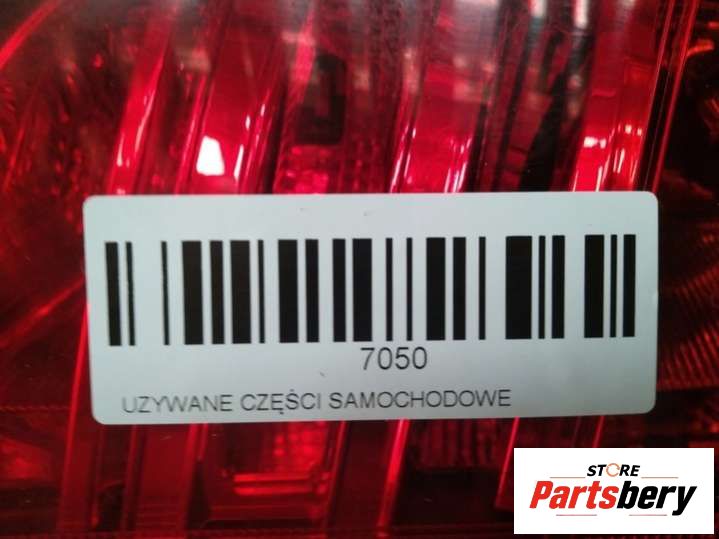 7050
UZYWANE CZĘŚCI SAMOCHODOWE
STORE
Partsbery